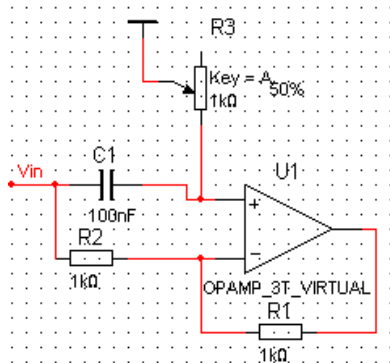 R3
Key = A
50%
1kΩ
C1
U1
Vin
+
100nF
R2
−
1kΩ
OPAMP_3T_VIRTUAL
R1
1kΩ